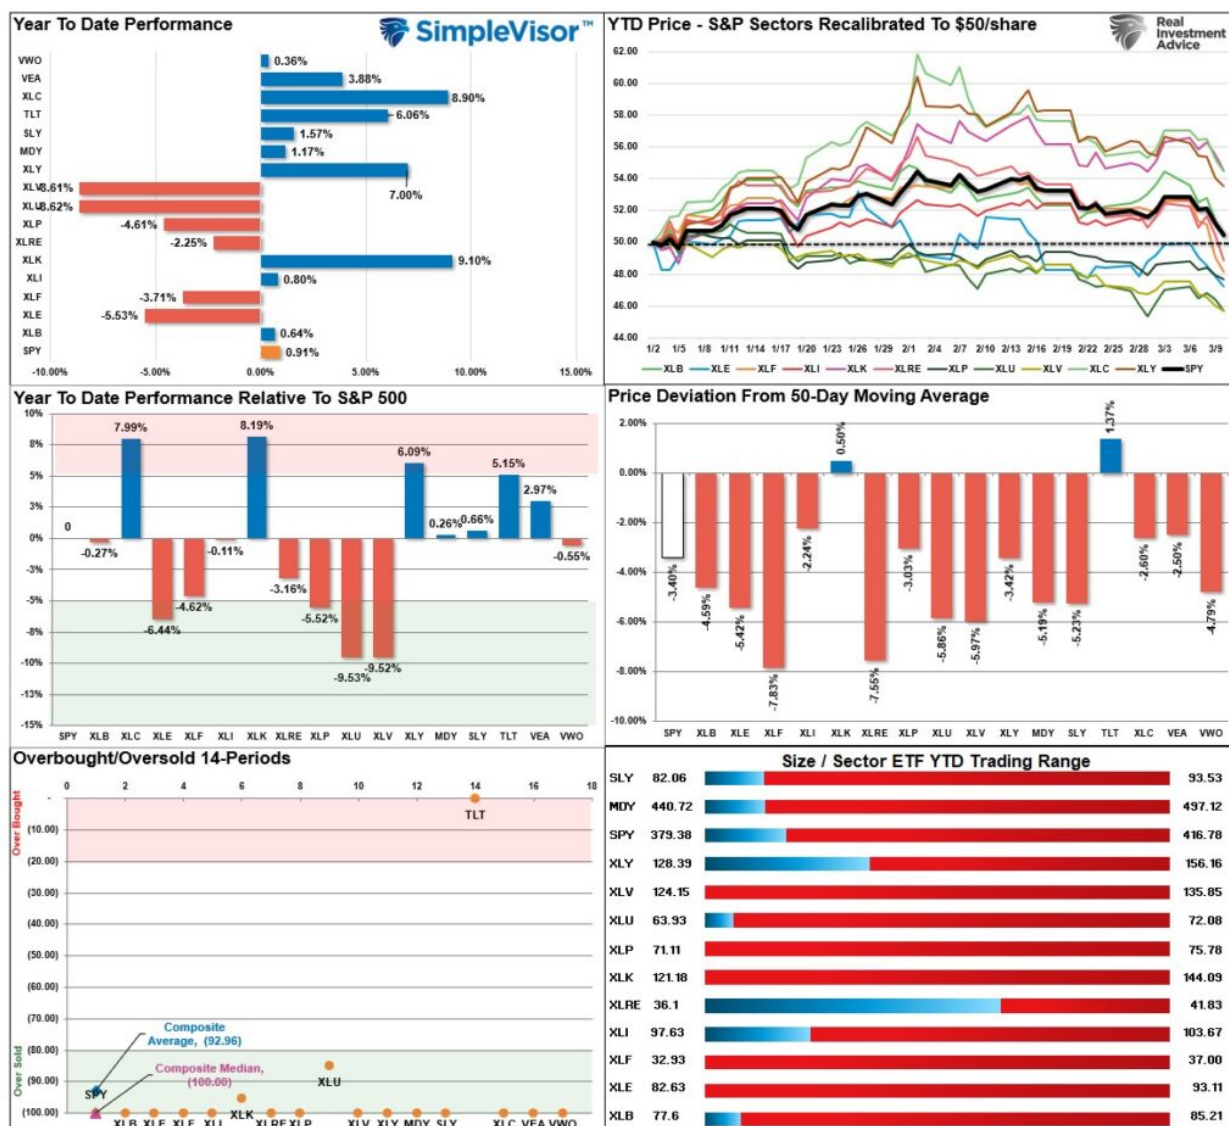 Year To Date Performance
SimpleVisor™
VWO 0.36%
VEA 3.88%
XLC 8.90%
TLT 6.06%
SLY 1.57%
MDY 1.17%
XLY 7.00%
XLV -8.61%
XLU -8.62%
XLP -4.61%
XLRE -2.25%
XLK 9.10%
XLI 0.80%
XLF -3.71%
XLE -5.53%
XLB 0.64%
SPY 0.91%
-10.00% -5.00% 0.00% 5.00% 10.00% 15.00%
YTD Price - S&P Sectors Recalibrated To $50/share
Real
Investment
Advice
62.00
60.00
58.00
56.00
54.00
52.00
50.00
48.00
46.00
44.00
1/2 1/5 1/8 1/11 1/14 1/17 1/20 1/23 1/26 1/29 2/1 2/4 2/7 2/10 2/13 2/16 2/19 2/22 2/25 2/28 3/3 3/6 3/9
XLB XLE XLF XLI XLK XLRE XLP XLU XLV XLC XLY SPY
Year To Date Performance Relative To S&P 500
10%
8%
5%
3%
0%
-3%
-5%
-8%
-10%
-13%
-15%
0 -0.27% 7.99% -6.44% -4.62% -0.11% 8.19% -3.16% -5.52% -9.53% -9.52% 6.09% 0.26% 0.66% 5.15% 2.97% -0.55%
SPY XLB XLC XLE XLF XLI XLK XLRE XLP XLU XLV XLY MDY SLY TLT VEA VWO
Price Deviation From 50-Day Moving Average
2.00%
0.00%
-2.00%
-4.00%
-6.00%
-8.00%
-10.00%
-3.40% -4.59% -5.42% -7.83% -2.24% 0.50% -7.55% -3.03% -5.86% -5.97% -3.42% -5.19% -5.23% 1.37% -2.60% -2.50% -4.79%
SPY XLB XLE XLF XLI XLK XLRE XLP XLU XLV XLY MDY SLY TLT XLC VEA VWO
Overbought/Oversold 14-Periods
0 2 4 6 8 10 12 14 16 18
-
(10.00)
(20.00)
(30.00)
(40.00)
(50.00)
(60.00)
(70.00)
(80.00)
(90.00)
(100.00)
Over Bought
Over Sold
TLT
Composite
Average, (92.96)
Composite Median,
(100.00)
SPY
XLU
XLK
XLB XLE XLF XLI XLRE XLP XLV XLY MDY SLY XLC VEA VWO
Size / Sector ETF YTD Trading Range
SLY 82.06 93.53
MDY 440.72 497.12
SPY 379.38 416.78
XLY 128.39 156.16
XLV 124.15 135.85
XLU 63.93 72.08
XLP 71.11 75.78
XLK 121.18 144.09
XLRE 36.1 41.83
XLI 97.63 103.67
XLF 32.93 37.00
XLE 82.63 93.11
XLB 77.6 85.21